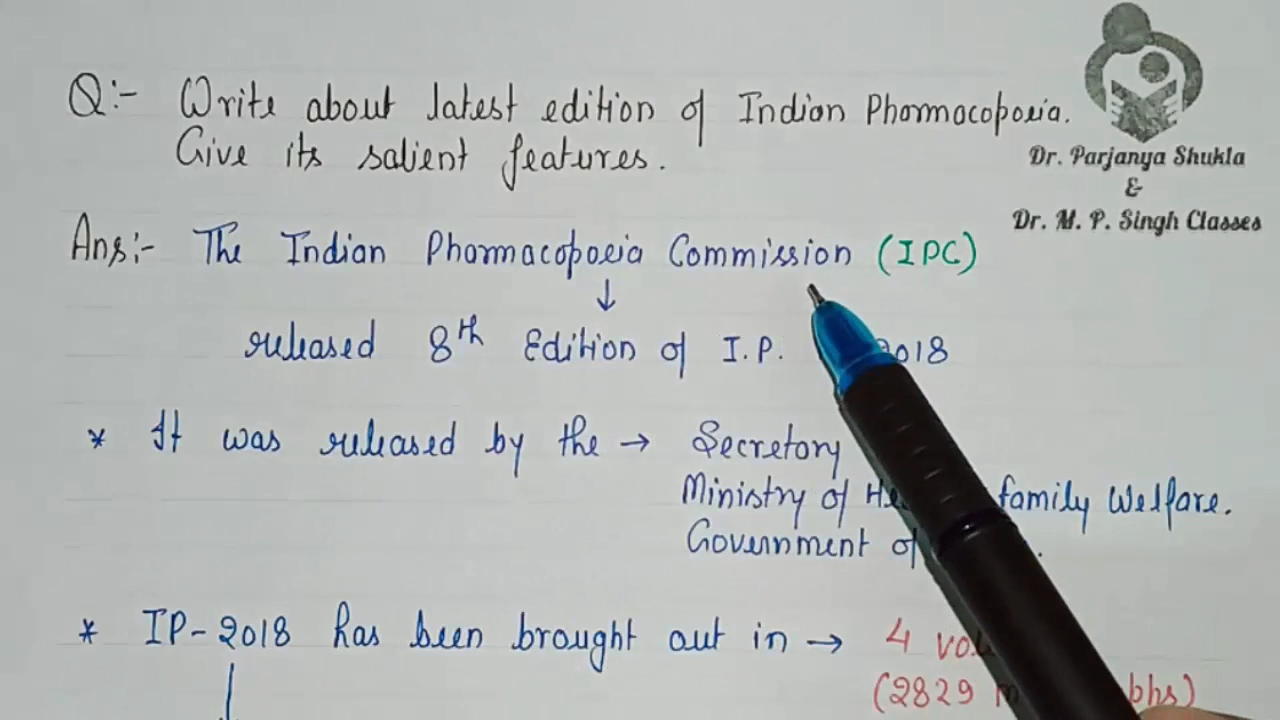 Q:- Write about latest edition of Indian Pharmacopoeia.
Give its salient features.
Dr. Parjanya Shukla
&
Dr. M. P. Singh Classes
Ans:- The Indian Pharmacopoeia Commission (IPC)
↓
released 8th Edition of I.P. 2018
* It was released by the → Secretory
Ministry of family Welfare.
Government of
* IP-2018 has been brought out in → 4
(2829